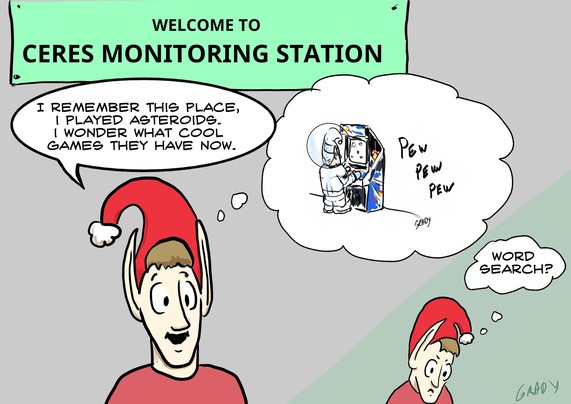 WELCOME TO
CERES MONITORING STATION
I REMEMBER THIS PLACE,
I PLAYED ASTEROIDS.
I WONDER WHAT COOL
GAMES THEY HAVE NOW.
PEW
PEW
PEW
GRADY
WORD
SEARCH?
GRADY